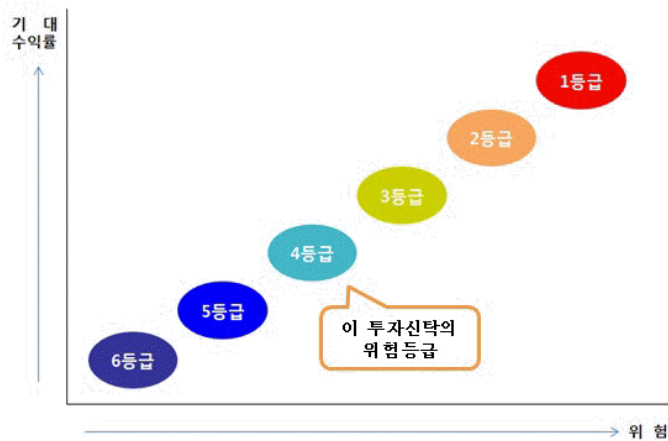 기 대
수익률
1등급
2등급
3등급
4등급
5등급
이 투자신탁의
위험등급
6등급
위 험